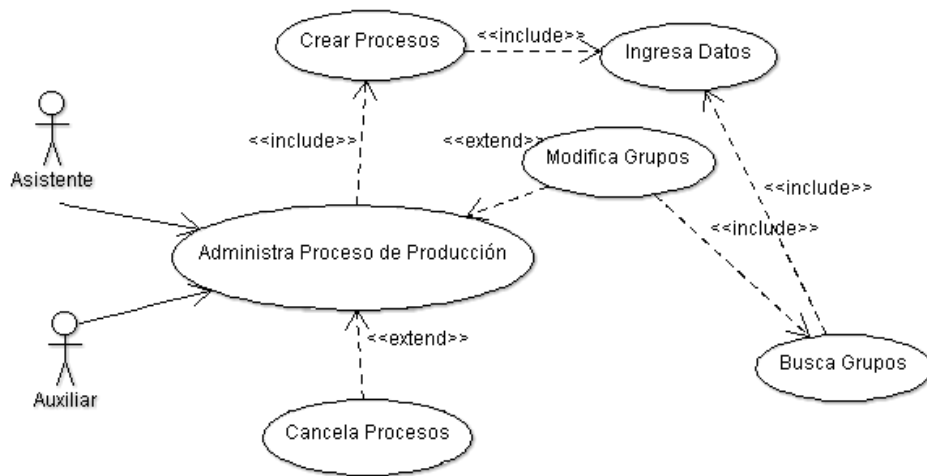 Crear Procesos
<<include>>
Ingresa Datos
<<include>>
<<extend>>
Modifica Grupos
Asistente
<<include>>
<<include>>
Administra Proceso de Producción
<<extend>>
Busca Grupos
Auxiliar
Cancela Procesos